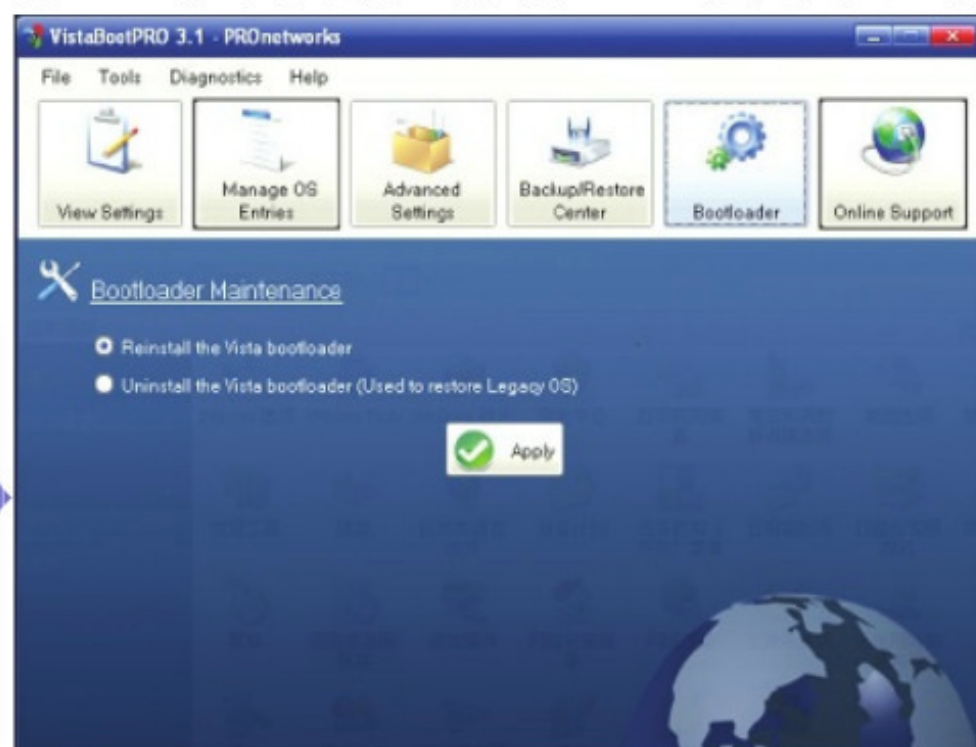 VistaBootPRO 3.1 - PROnetworks
File Tools Diagnostics Help
View Settings
Manage OS Entries
Advanced Settings
Backup/Restore Center
Bootloader
Online Support
Bootloader Maintenance
Reinstall the Vista bootloader
Uninstall the Vista bootloader (Used to restore Legacy OS)
Apply